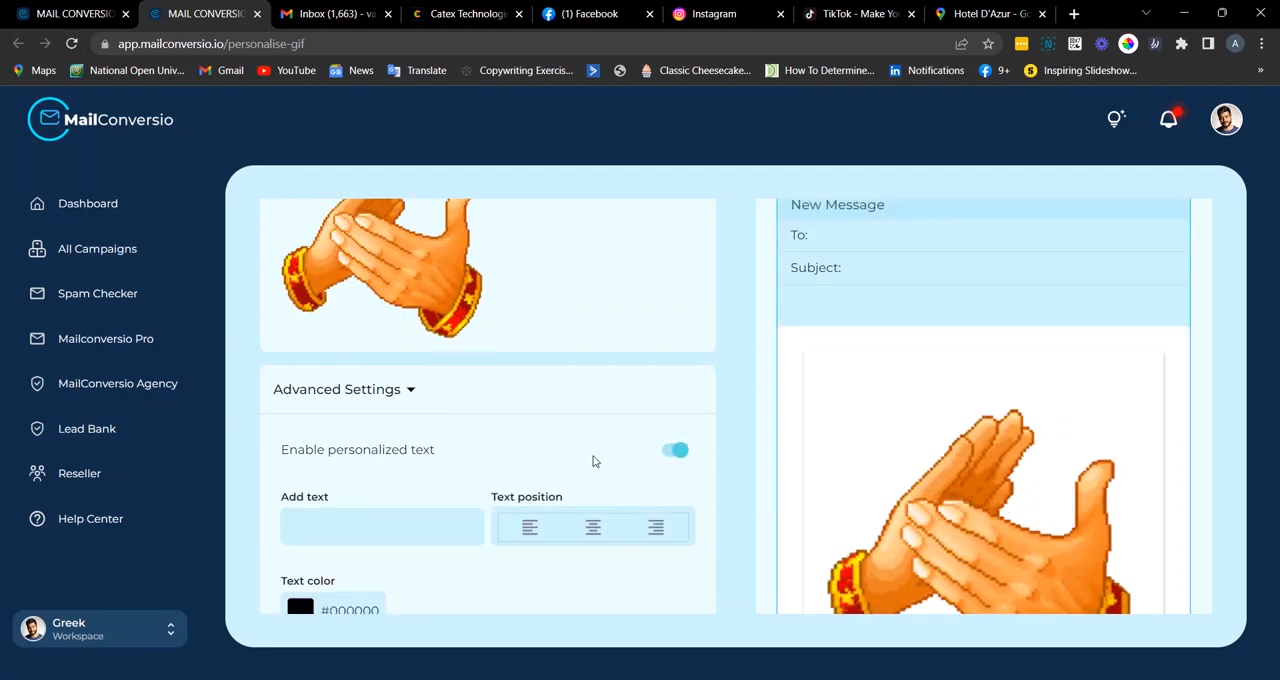 MAIL CONVERSIO
MAIL CONVERSIO
Inbox (1,663) - va
Catex Technologi
(1) Facebook
Instagram
TikTok - Make Yo
Hotel D'Azur - Go
app.mailconversio.io/personalise-gif
A
Maps
National Open Univ...
Gmail
YouTube
News
Translate
Copywriting Exercis...
Classic Cheesecake...
How To Determine...
Notifications
9+
Inspiring Slideshow...
»
MailConversio
Dashboard
All Campaigns
Spam Checker
Mailconversio Pro
MailConversio Agency
Lead Bank
Reseller
Help Center
Greek
Workspace
Advanced Settings
Enable personalized text
Add text
Text position
Text color
#000000
New Message
To:
Subject: